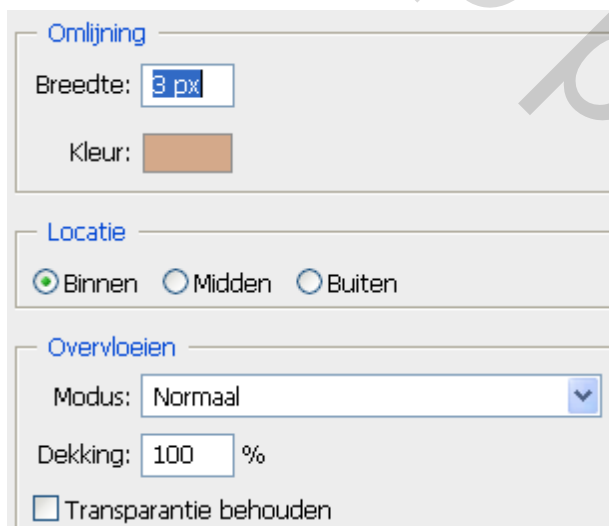 Omlijning
Breedte: 3 px
Kleur:
Locatie
Binnen Midden Buiten
Overvloeien
Modus: Normaal
Dekking: 100 %
Transparantie behouden